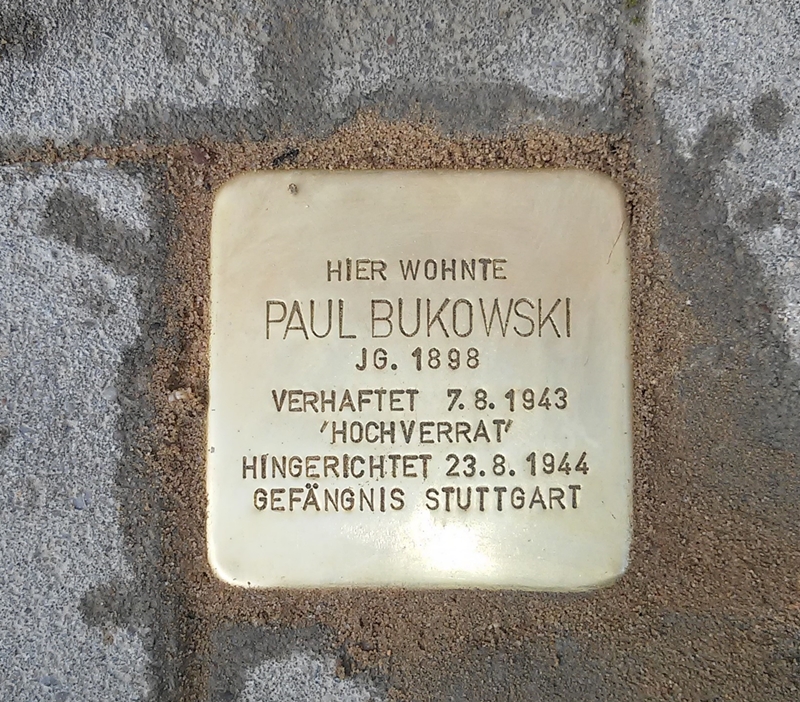 HIER WOHNTE
PAUL BUKOWSKI
JG. 1898
VERHAFTET 7.8.1943
'HOCHVERRAT'
HINGERICHTET 23.8.1944
GEFÄNGNIS STUTTGART